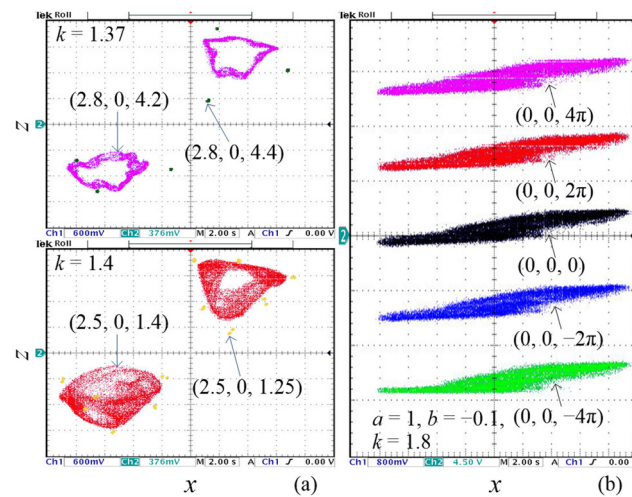 Tek Roll
k = 1.37
(2.8, 0, 4.2)
(2.8, 0, 4.4)
z
2
Ch1 600mV Ch2 376mV M 2.00 s A Ch1 ∫ 0.00 V
Tek Roll
k = 1.4
(2.5, 0, 1.4)
(2.5, 0, 1.25)
z
2
Ch1 600mV Ch2 376mV M 2.00 s A Ch1 ∫ 0.00 V
x
(a)
Tek Roll
(0, 0, 4π)
(0, 0, 2π)
2
(0, 0, 0)
(0, 0, −2π)
(0, 0, −4π)
a = 1, b = −0.1,
k = 1.8
Ch1 800mV Ch2 4.50 V M 2.00 s A Ch1 ∫ 0.00 V
x
(b)